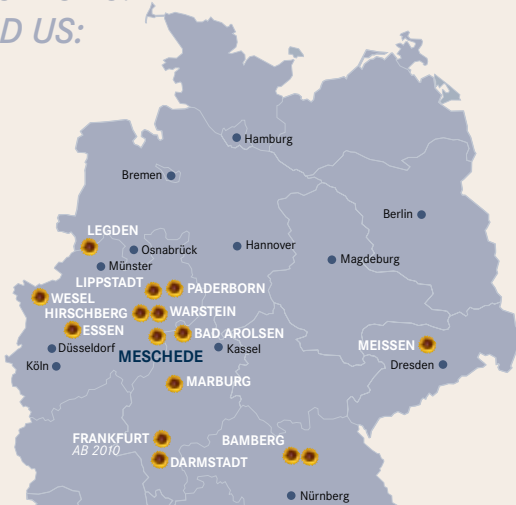 D US:
Hamburg
Bremen
Berlin
LEGDEN
Osnabrück
Hannover
Münster
Magdeburg
LIPPSTADT
PADERBORN
WESEL
HIRSCHBERG
WARSTEIN
ESSEN
BAD AROLSEN
MEISSEN
Düsseldorf
MESCHEDE
Kassel
Köln
Dresden
MARBURG
FRANKFURT
AB 2010
BAMBERG
DARMSTADT
Nürnberg